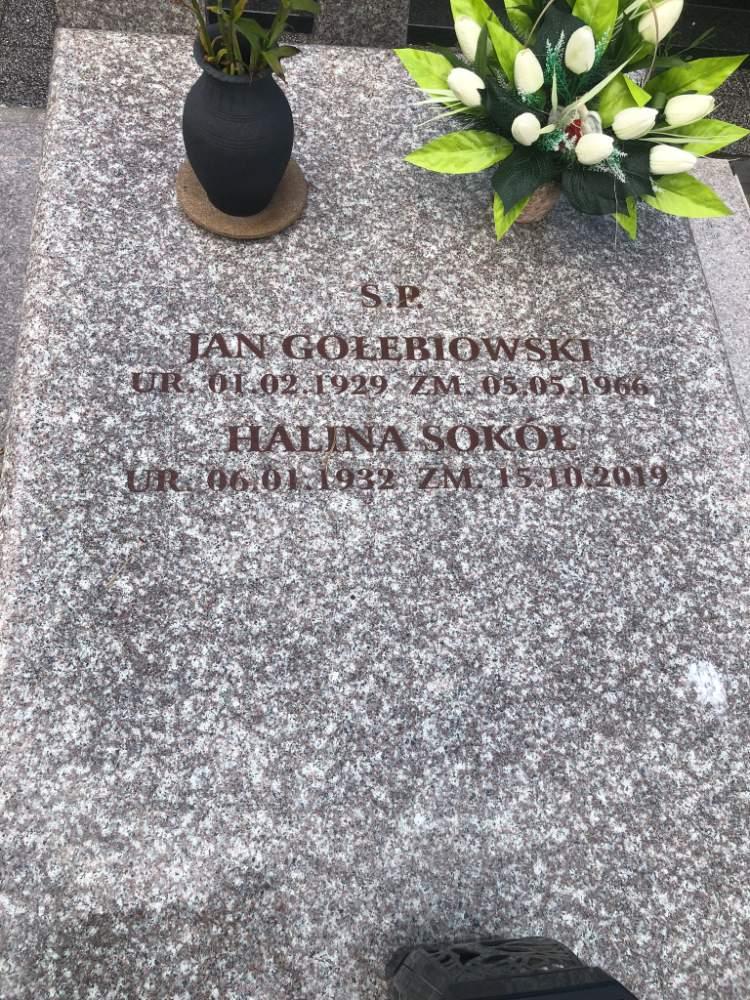 S.P.
JAN GOŁEBIOWSKI
UR. 01.02.1929 ZM. 05.05.1966
HALINA SOKÓŁ
UR. 06.01.1932 ZM. 15.10.2019